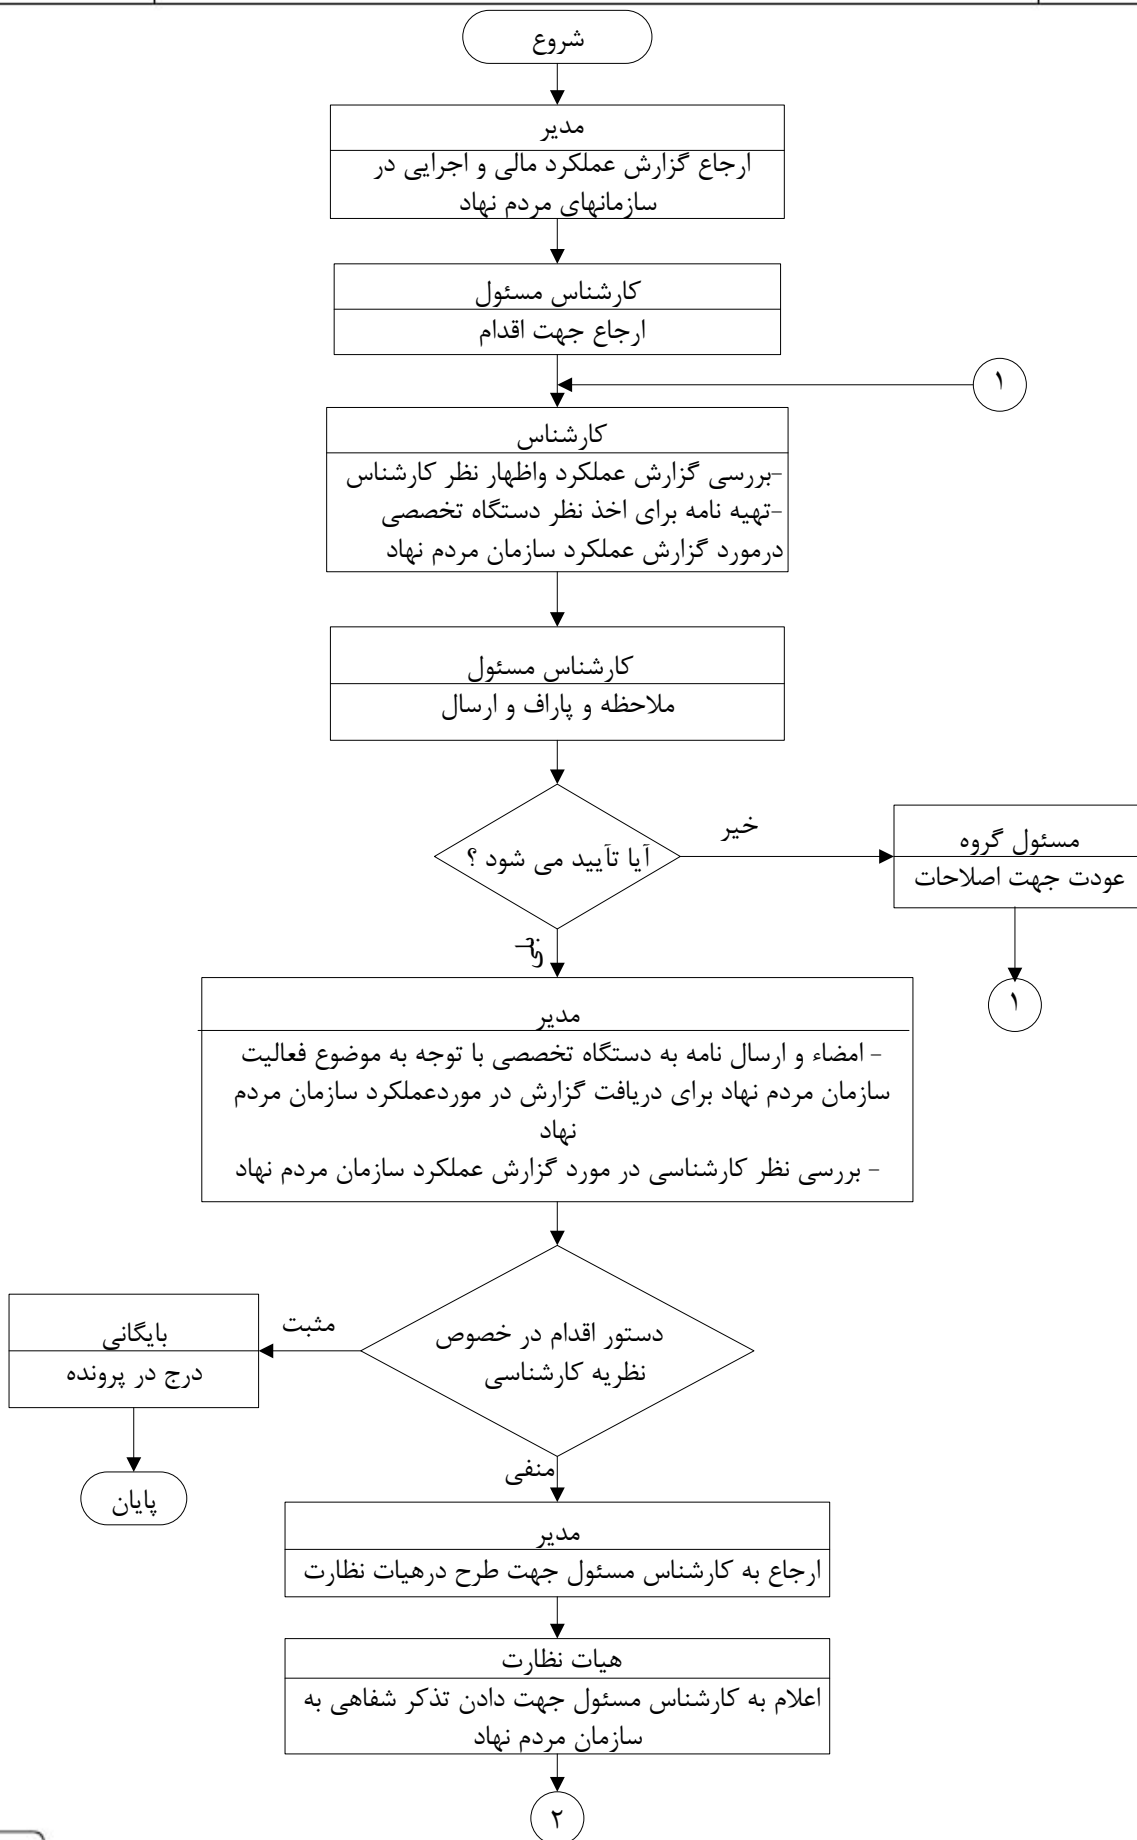 شروع
مدیر
ارجاع گزارش عملکرد مالی و اجرایی در
سازمانهای مردم نهاد
کارشناس مسئول
ارجاع جهت اقدام
۱
کارشناس
-بررسی گزارش عملکرد واظهار نظر کارشناس
-تهیه نامه برای اخذ نظر دستگاه تخصصی
درمورد گزارش عملکرد سازمان مردم نهاد
کارشناس مسئول
ملاحظه و پاراف و ارسال
آیا تآیید می شود ؟
خیر
مسئول گروه
عودت جهت اصلاحات
۱
بلی
مدیر
- امضاء و ارسال نامه به دستگاه تخصصی با توجه به موضوع فعالیت
سازمان مردم نهاد برای دریافت گزارش در موردعملکرد سازمان مردم
نهاد
- بررسی نظر کارشناسی در مورد گزارش عملکرد سازمان مردم نهاد
دستور اقدام در خصوص
نظریه کارشناسی
مثبت
بایگانی
درج در پرونده
پایان
منفی
مدیر
ارجاع به کارشناس مسئول جهت طرح درهیات نظارت
هیات نظارت
اعلام به کارشناس مسئول جهت دادن تذکر شفاهی به
سازمان مردم نهاد
۲